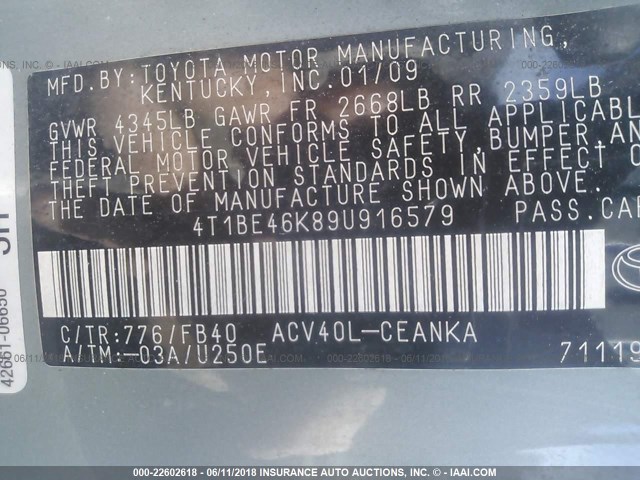 MFD.BY: TOYOTA MOTOR MANUFACTURING,
KENTUCKY, INC. 01/09
GVWR 4345LB GAWR FR 2668LB RR 2359LB
THIS VEHICLE CONFORMS TO ALL APPLICABL
FEDERAL MOTOR VEHICLE SAFETY, BUMPER, AN
THEFT PREVENTION STANDARDS IN EFFECT O
THE DATE OF MANUFACTURE SHOWN ABOVE.
4T1BE46K89U916579 PASS.CAR
C/TR:776/FB40 ACV40L-CEANKA
A/TM:-03A/U250E 71119
42661-06650
000-22602618 - 06/11/2018 INSURANCE AUTO AUCTIONS, INC. © - IAAI.COM